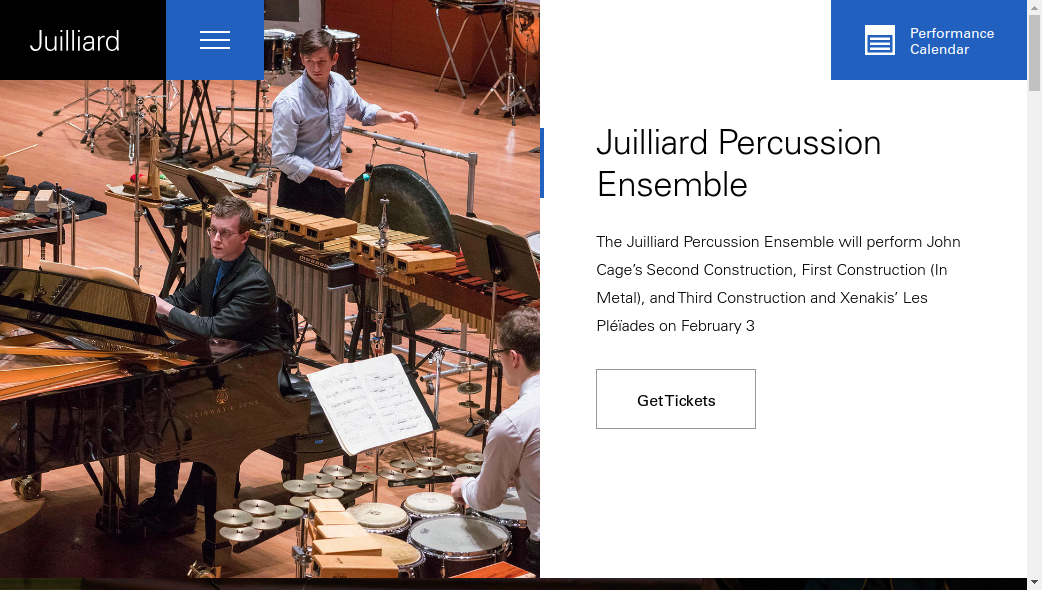 Juilliard
Performance
Calendar
Juilliard Percussion
Ensemble
The Juilliard Percussion Ensemble will perform John
Cage’s Second Construction, First Construction (In
Metal), and Third Construction and Xenakis’ Les
Pléïades on February 3
Get Tickets
STEINWAY & SONS